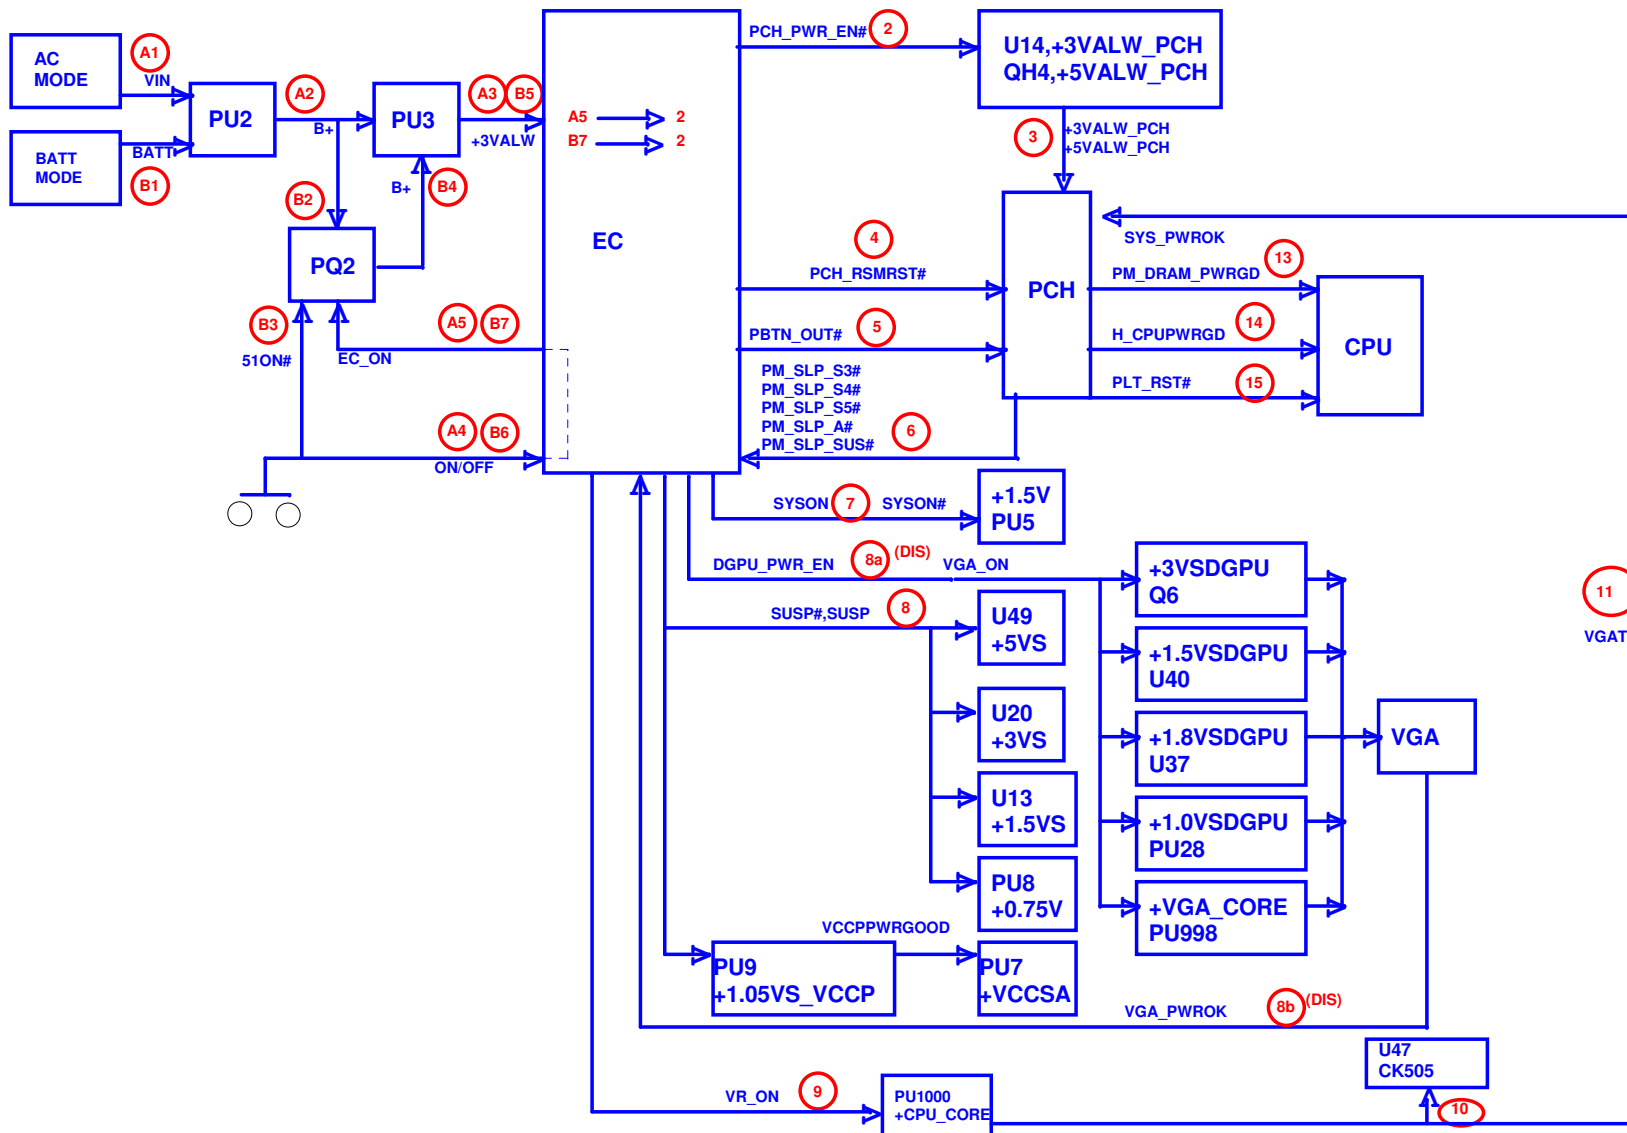 AC
MODE
A1
VIN
BATT
MODE
BATT
B1
PU2
A2
B+
PU3
A3
B5
+3VALW
B2
B+
B4
PQ2
B3
51ON#
EC_ON
A5
B7
A4
B6
ON/OFF
A5
2
B7
2
EC
PCH_PWR_EN#
2
U14,+3VALW_PCH
QH4,+5VALW_PCH
3
+3VALW_PCH
+5VALW_PCH
4
PCH_RSMRST#
PBTN_OUT#
5
PM_SLP_S3#
PM_SLP_S4#
PM_SLP_S5#
PM_SLP_A#
PM_SLP_SUS#
6
PCH
SYS_PWROK
PM_DRAM_PWRGD
13
H_CPUPWRGD
14
PLT_RST#
15
CPU
SYSON
7
SYSON#
+1.5V
PU5
DGPU_PWR_EN
8a
(DIS)
VGA_ON
SUSP#,SUSP
8
U49
+5VS
U20
+3VS
U13
+1.5VS
PU8
+0.75V
+3VSDGPU
Q6
+1.5VSDGPU
U40
+1.8VSDGPU
U37
+1.0VSDGPU
PU28
+VGA_CORE
PU998
VGA
11
VGAT
VCCPPWRGOOD
PU9
+1.05VS_VCCP
PU7
+VCCSA
VGA_PWROK
8b
(DIS)
VR_ON
9
PU1000
+CPU_CORE
U47
CK505
10